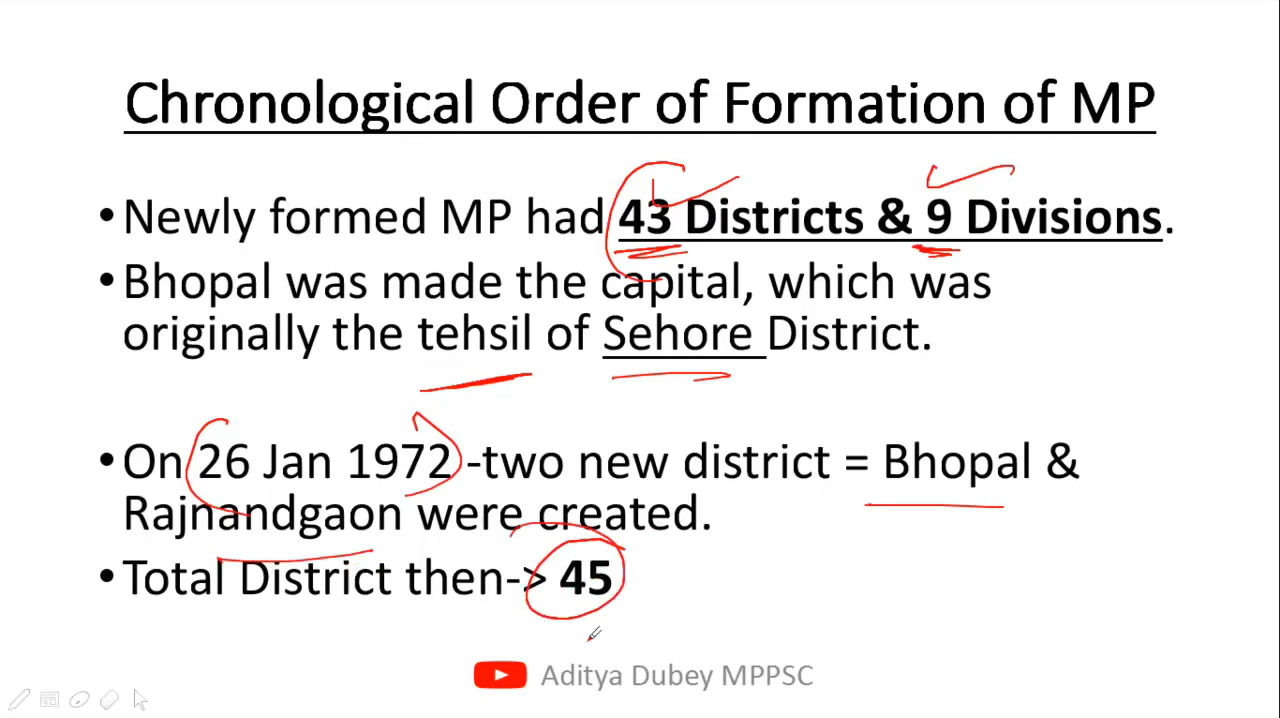 Chronological Order of Formation of MP
• Newly formed MP had 43 Districts & 9 Divisions.
• Bhopal was made the capital, which was
originally the tehsil of Sehore District.
• On 26 Jan 1972 -two new district = Bhopal &
Rajnandgaon were created.
• Total District then-> 45
Aditya Dubey MPPSC